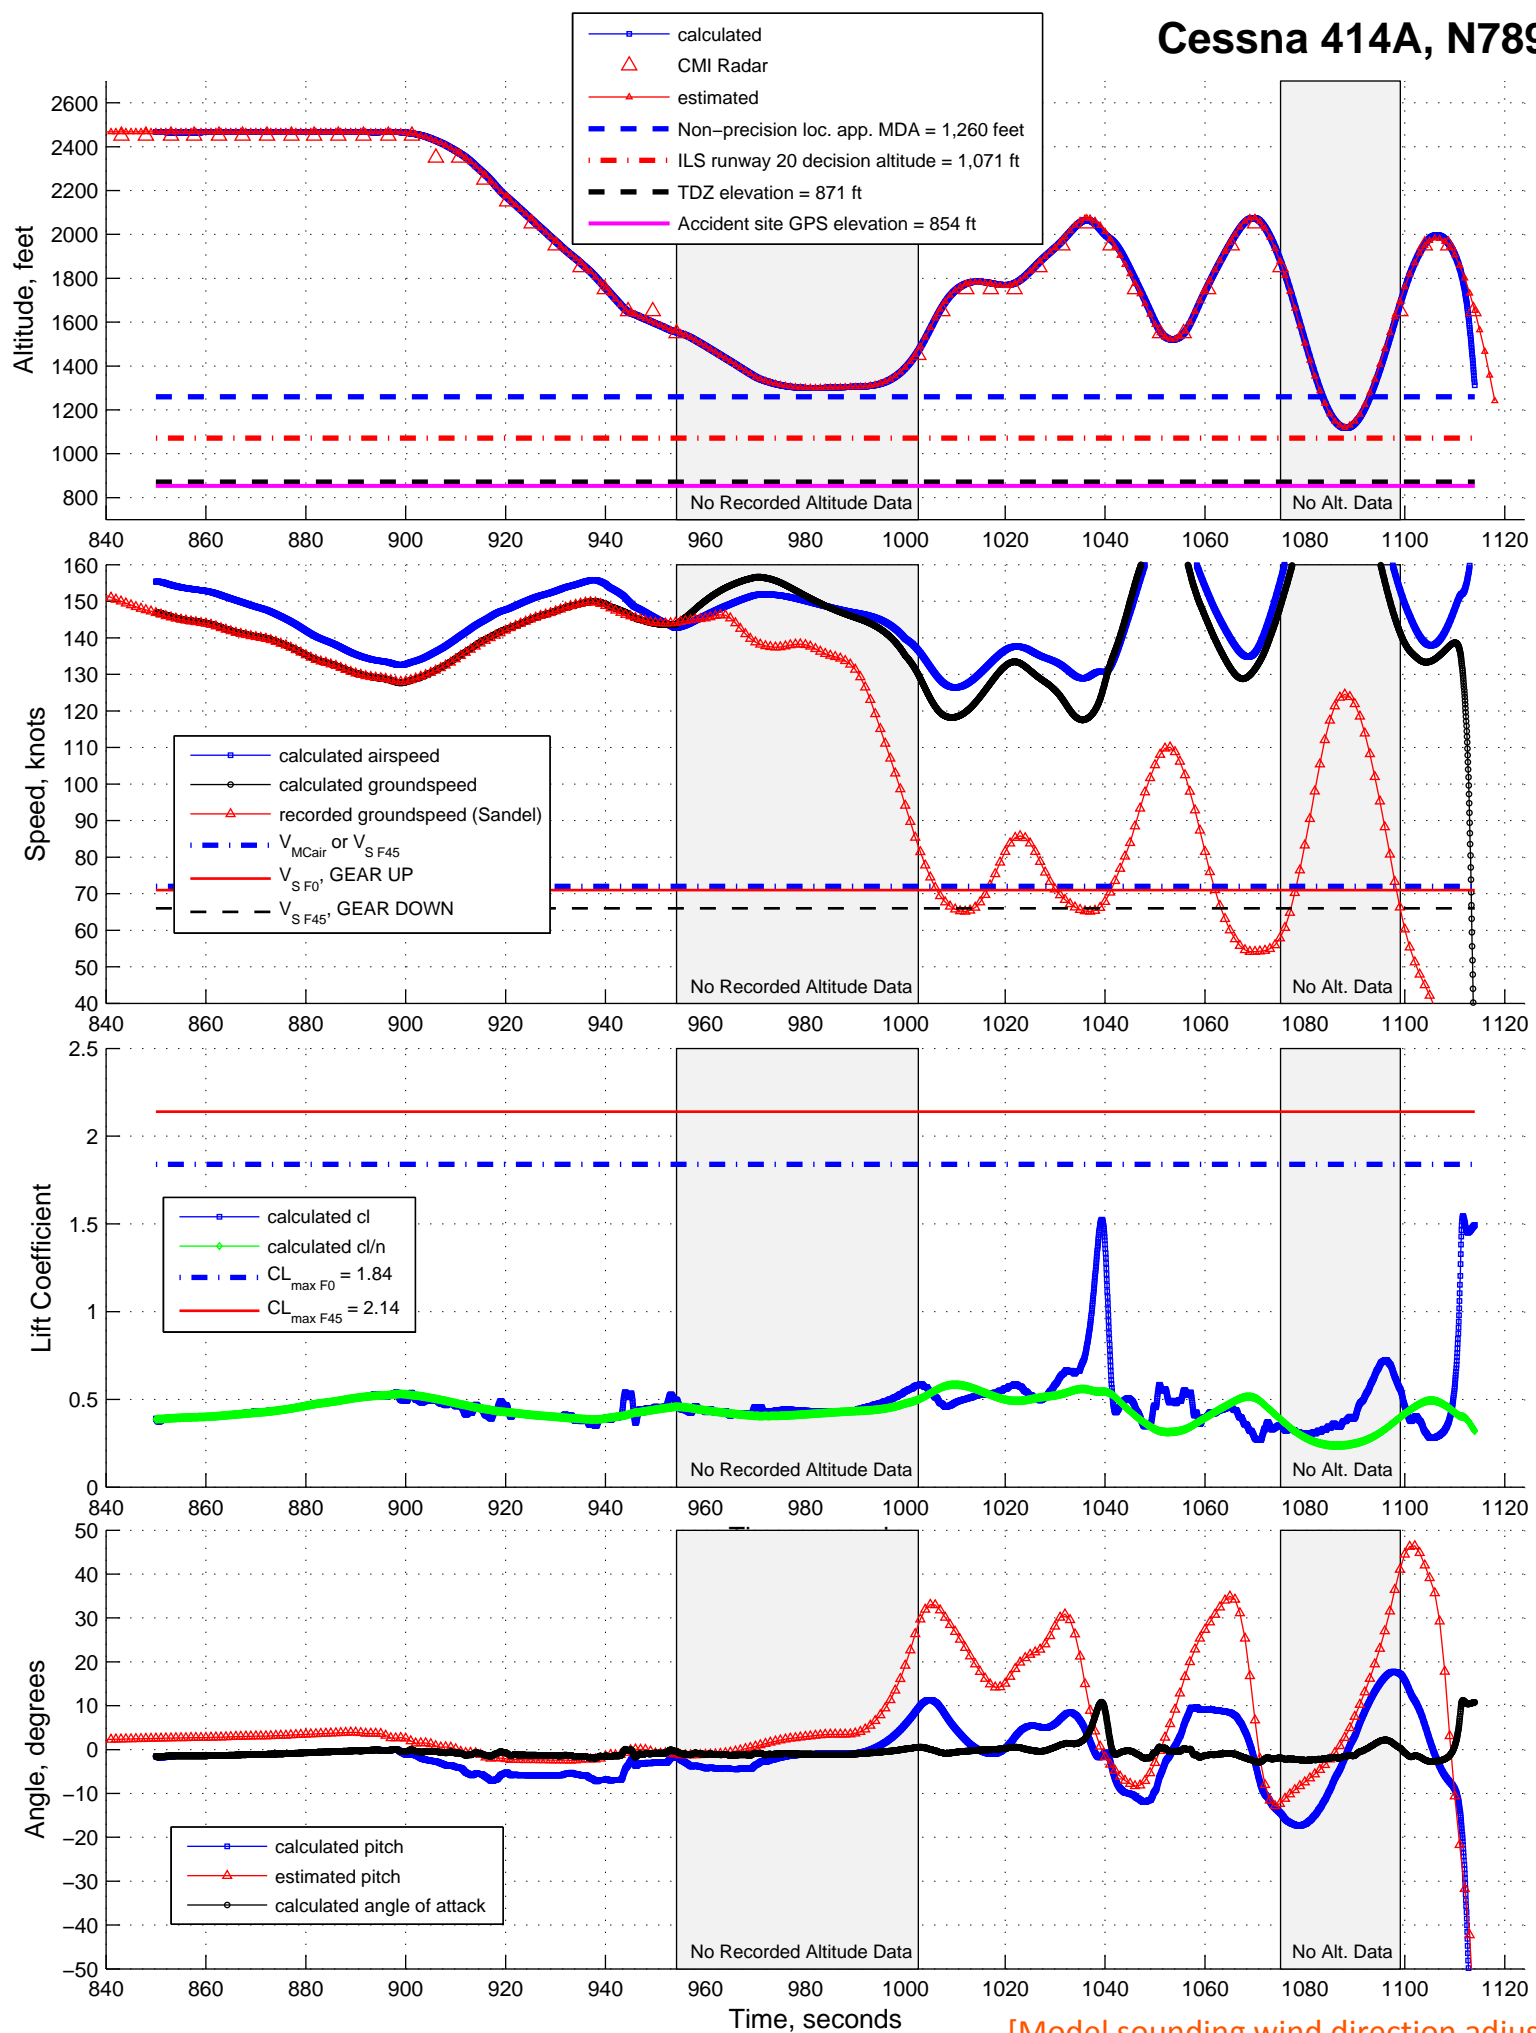 Cessna 414A, N789
calculated
CMI Radar
estimated
Non−precision loc. app. MDA = 1,260 feet
ILS runway 20 decision altitude = 1,071 ft
TDZ elevation = 871 ft
Accident site GPS elevation = 854 ft
2600
2400
2200
2000
1800
1600
1400
1200
1000
800
Altitude, feet
No Recorded Altitude Data
No Alt. Data
840 860 880 900 920 940 960 980 1000 1020 1040 1060 1080 1100 1120
160
150
140
130
120
110
100
90
80
70
60
50
40
Speed, knots
calculated airspeed
calculated groundspeed
recorded groundspeed (Sandel)
VMCair or VS F45
VS F0, GEAR UP
VS F45, GEAR DOWN
No Recorded Altitude Data
No Alt. Data
840 860 880 900 920 940 960 980 1000 1020 1040 1060 1080 1100 1120
2.5
2
1.5
1
0.5
0
Lift Coefficient
calculated cl
calculated cl/n
CLmax F0 = 1.84
CLmax F45 = 2.14
No Recorded Altitude Data
No Alt. Data
840 860 880 900 920 940 960 980 1000 1020 1040 1060 1080 1100 1120
50
40
30
20
10
0
−10
−20
−30
−40
−50
Angle, degrees
calculated pitch
estimated pitch
calculated angle of attack
No Recorded Altitude Data
No Alt. Data
840 860 880 900 920 940 960 980 1000 1020 1040 1060 1080 1100 1120
Time, seconds
[Model sounding wind direction adjus